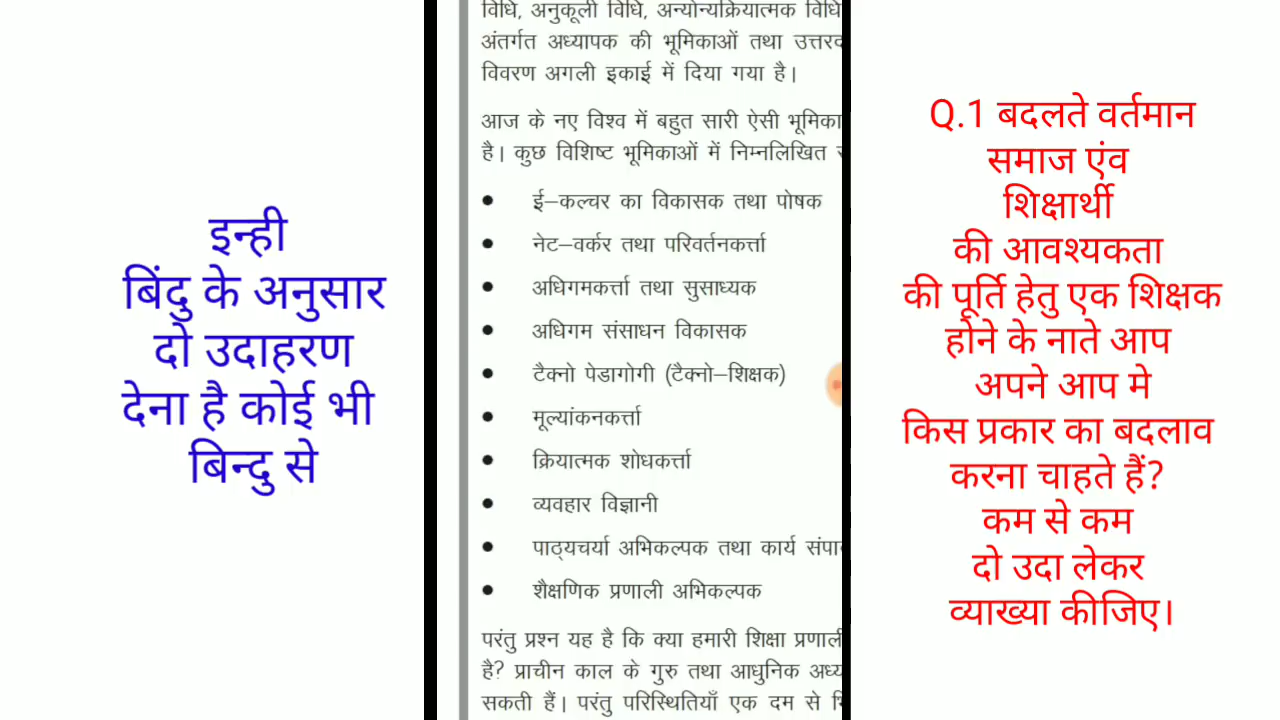 इन्ही
बिंदु के अनुसार
दो उदाहरण
देना है कोई भी
बिन्दु से
विधि, अनुकूली विधि, अन्योन्यक्रियात्मक विधि
अंतर्गत अध्यापक की भूमिकाओं तथा
विवरण अगली इकाई में दिया गया है।
आज के नए विश्व में बहुत सारी ऐसी
है। कुछ विशिष्ट भूमिकाओं में निम्नलिखित
• ई–कल्चर का विकासक तथा पोषक
• नेट–वर्कर तथा परिवर्तनकर्त्ता
• अधिगमकर्त्ता तथा सुसाध्यक
• अधिगम संसाधन विकासक
• टैक्नो पेडागोगी (टैक्नो–शिक्षक)
• मूल्यांकनकर्त्ता
• क्रियात्मक शोधकर्त्ता
• व्यवहार विज्ञानी
• पाठ्यचर्या अभिकल्पक तथा कार्य
• शैक्षणिक प्रणाली अभिकल्पक
परंतु प्रश्न यह है कि क्या हमारी शिक्षा
है? प्राचीन काल के गुरु तथा आधुनिक
सकती हैं। परंतु परिस्थितियाँ एक दम से
Q.1 बदलते वर्तमान
समाज एंव
शिक्षार्थी
की आवश्यकता
की पूर्ति हेतु एक शिक्षक
होने के नाते आप
अपने आप मे
किस प्रकार का बदलाव
करना चाहते हैं?
कम से कम
दो उदा लेकर
व्याख्या कीजिए।